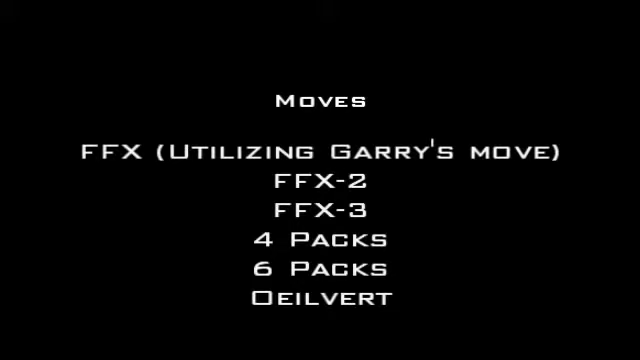 Moves
FFX (Utilizing Garry's move)
FFX-2
FFX-3
4 Packs
6 Packs
Oeilvert